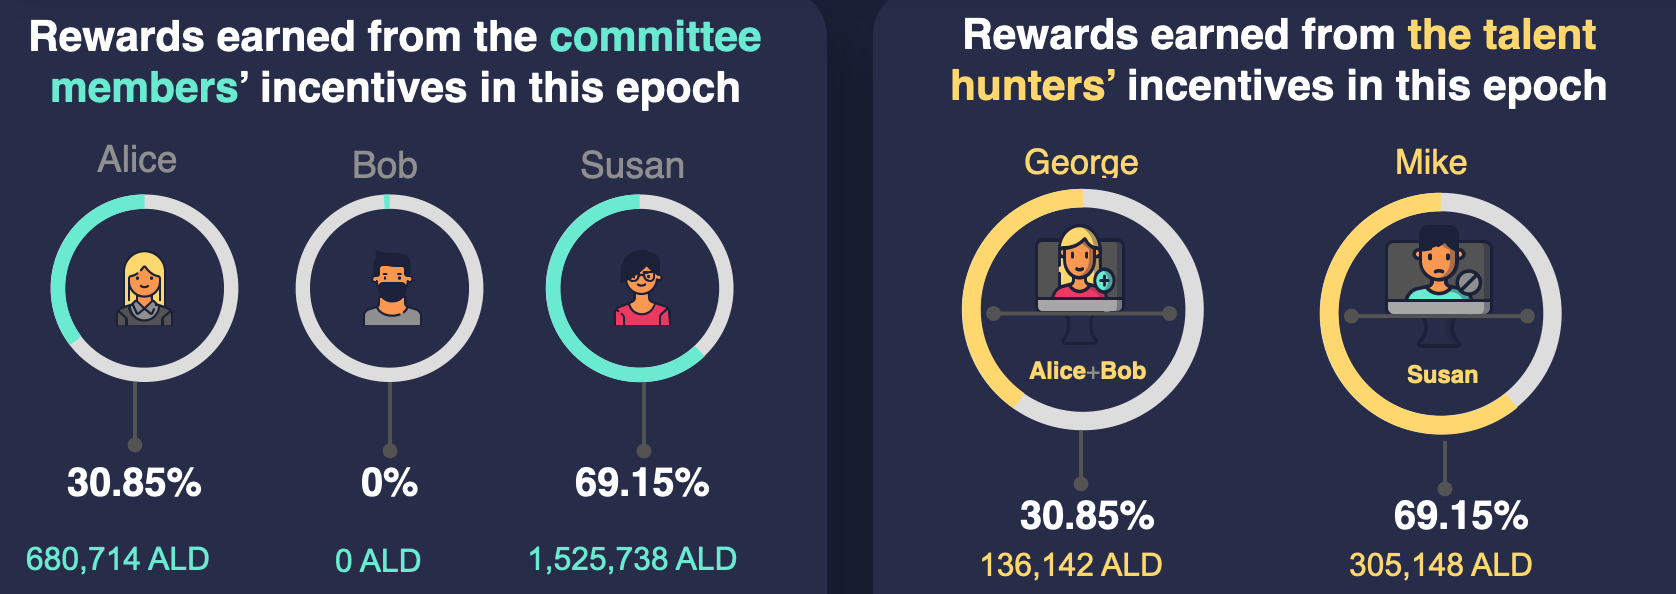 Rewards earned from the committee
members’ incentives in this epoch
Alice
Bob
Susan
30.85%
0%
69.15%
680,714 ALD
0 ALD
1,525,738 ALD
Rewards earned from the talent
hunters’ incentives in this epoch
George
Mike
Alice+Bob
Susan
30.85%
69.15%
136,142 ALD
305,148 ALD